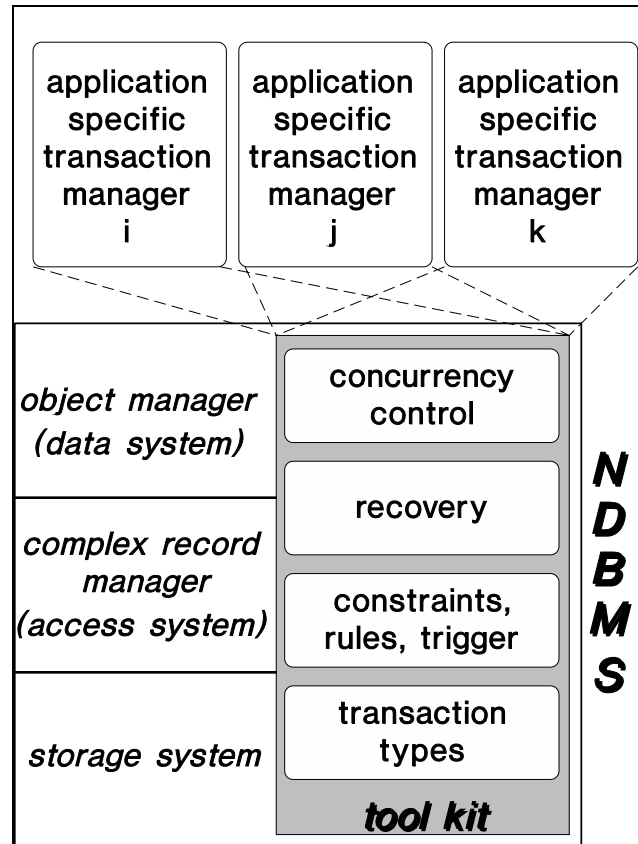 application
specific
transaction
manager
i
application
specific
transaction
manager
j
application
specific
transaction
manager
k
object manager
(data system)
complex record
manager
(access system)
storage system
concurrency
control
recovery
constraints,
rules, trigger
transaction
types
tool kit
N
D
B
M
S